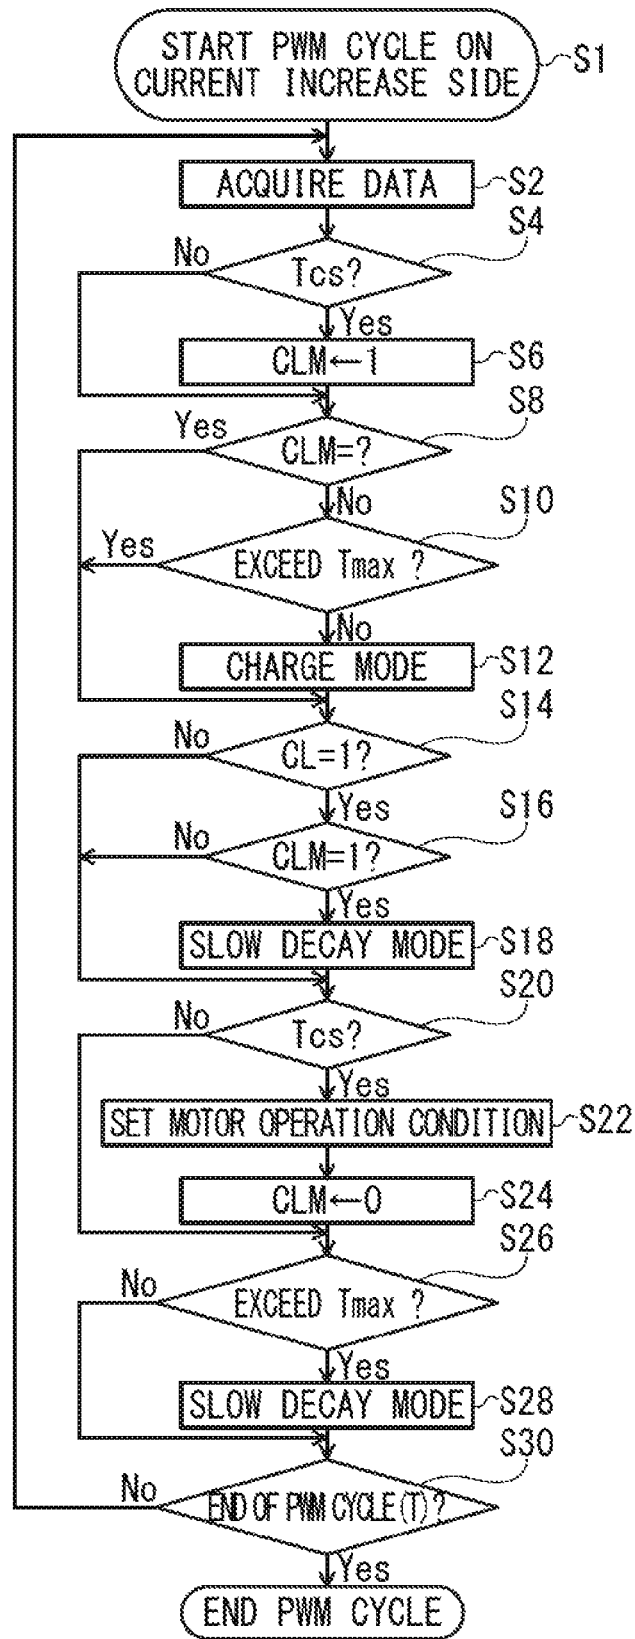 START PWM CYCLE ON
CURRENT INCREASE SIDE
S1
ACQUIRE DATA
S2
S4
No
Tcs?
Yes
CLM←1
S6
S8
Yes
CLM=?
No
S10
Yes
EXCEED Tmax ?
No
CHARGE MODE
S12
S14
No
CL=1?
Yes
S16
No
CLM=1?
Yes
SLOW DECAY MODE
S18
S20
No
Tcs?
Yes
SET MOTOR OPERATION CONDITION
S22
CLM←0
S24
S26
No
EXCEED Tmax ?
Yes
SLOW DECAY MODE
S28
S30
No
END OF PWM CYCLE(T)?
Yes
END PWM CYCLE